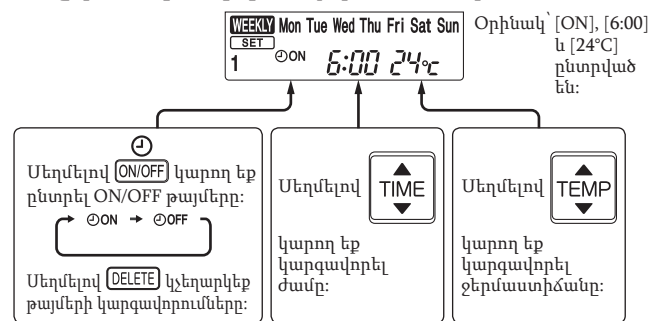 WEEKLY Mon Tue Wed Thu Fri Sat Sun
SET
1 ON 6:00 24°C
Օրինակ՝ [ON], [6:00]
և [24°C]
ընտրված
են:
Սեղմելով ON/OFF կարող եք
ընտրել ON/OFF թայմերը:
ON → OFF
Սեղմելով DELETE կչեղարկեք
թայմերի կարգավորումները:
Սեղմելով TIME
կարող եք
կարգավորել
ժամը:
Սեղմելով TEMP
կարող եք
կարգավորել
ջերմաստիճանը: